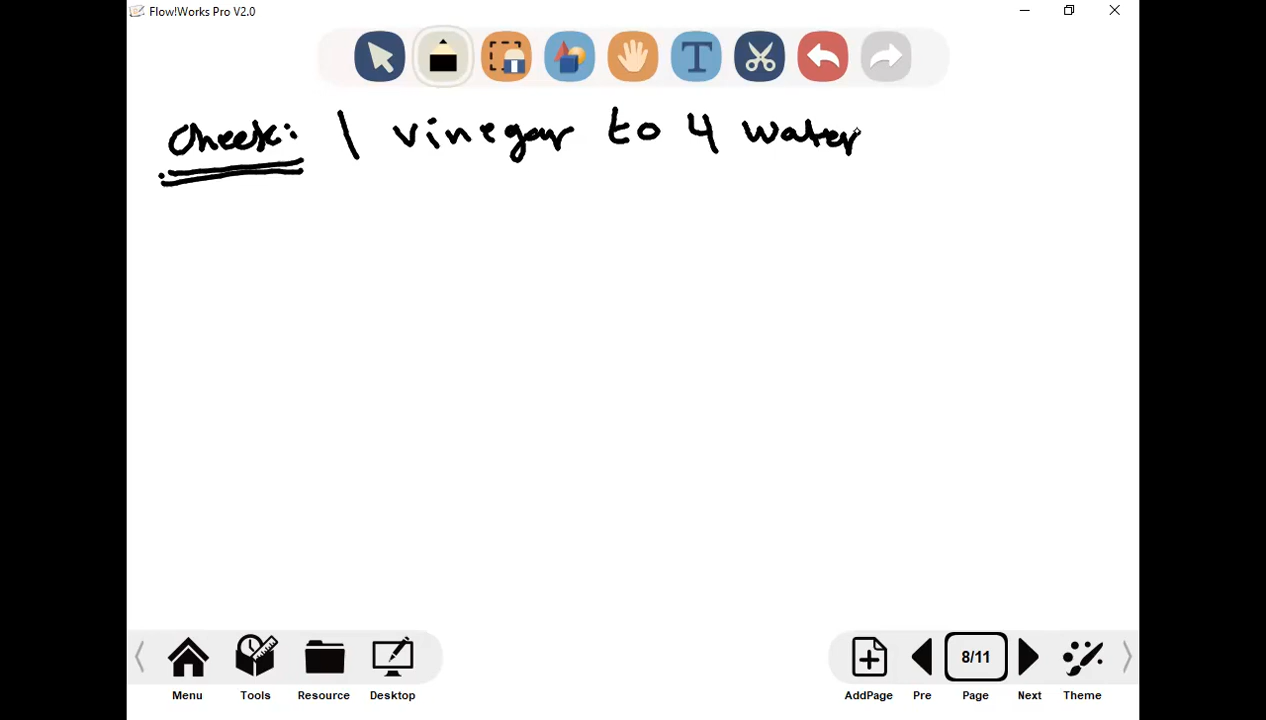 Flow!Works Pro V2.0
Check: 1 vinegar to 4 water
T
8/11
Menu Tools Resource Desktop AddPage Pre Page Next Theme